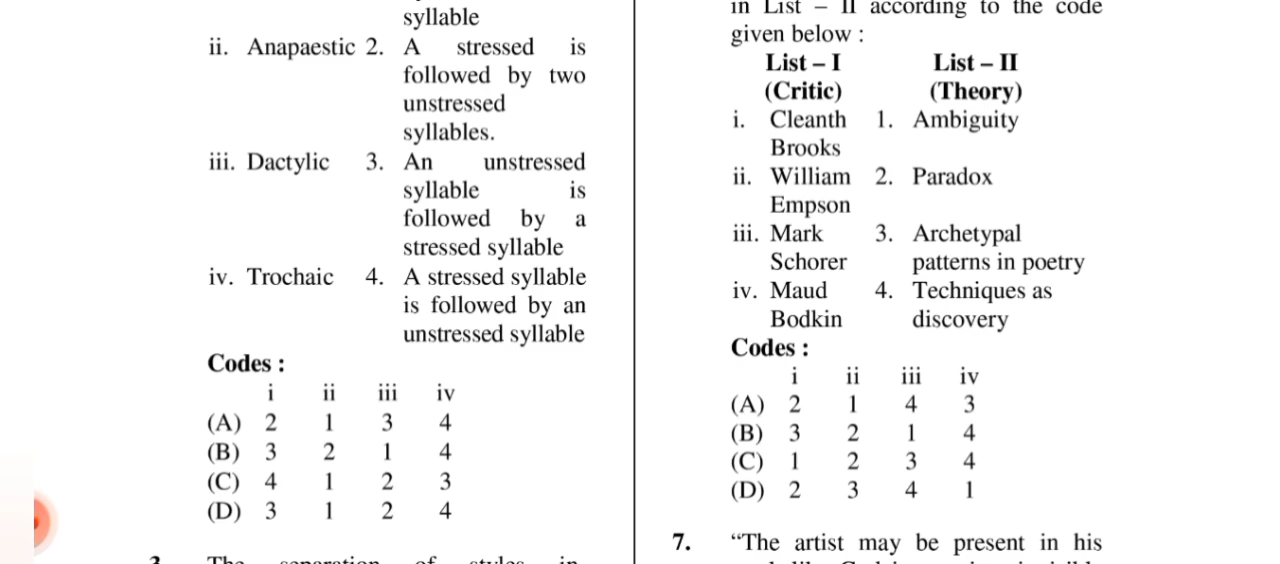 syllable
ii. Anapaestic 2. A stressed is
followed by two
unstressed
syllables.
iii. Dactylic 3. An unstressed
syllable is
followed by a
stressed syllable
iv. Trochaic 4. A stressed syllable
is followed by an
unstressed syllable
Codes :
i ii iii iv
(A) 2 1 3 4
(B) 3 2 1 4
(C) 4 1 2 3
(D) 3 1 2 4
3. The separation of styles in
in List – II according to the code
given below :
List – I List – II
(Critic) (Theory)
i. Cleanth 1. Ambiguity
Brooks
ii. William 2. Paradox
Empson
iii. Mark 3. Archetypal
Schorer patterns in poetry
iv. Maud 4. Techniques as
Bodkin discovery
Codes :
i ii iii iv
(A) 2 1 4 3
(B) 3 2 1 4
(C) 1 2 3 4
(D) 2 3 4 1
7. “The artist may be present in his